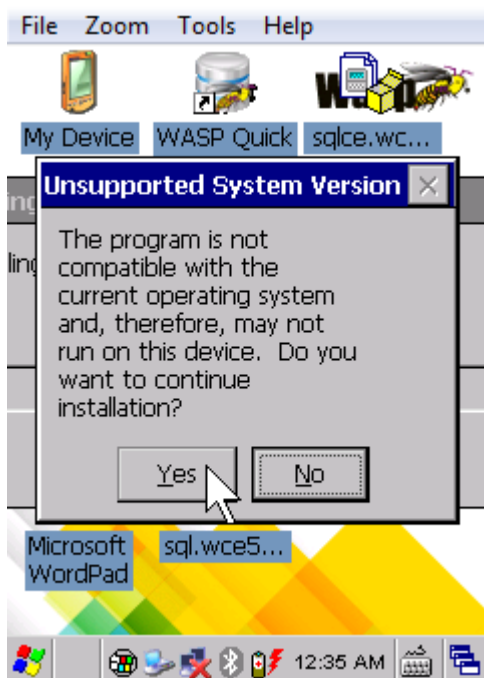 File Zoom Tools Help
My Device WASP Quick sqlce.wc...
Unsupported System Version
The program is not
compatible with the
current operating system
and, therefore, may not
run on this device. Do you
want to continue
installation?
Yes No
Microsoft sql.wce5...
WordPad
12:35 AM